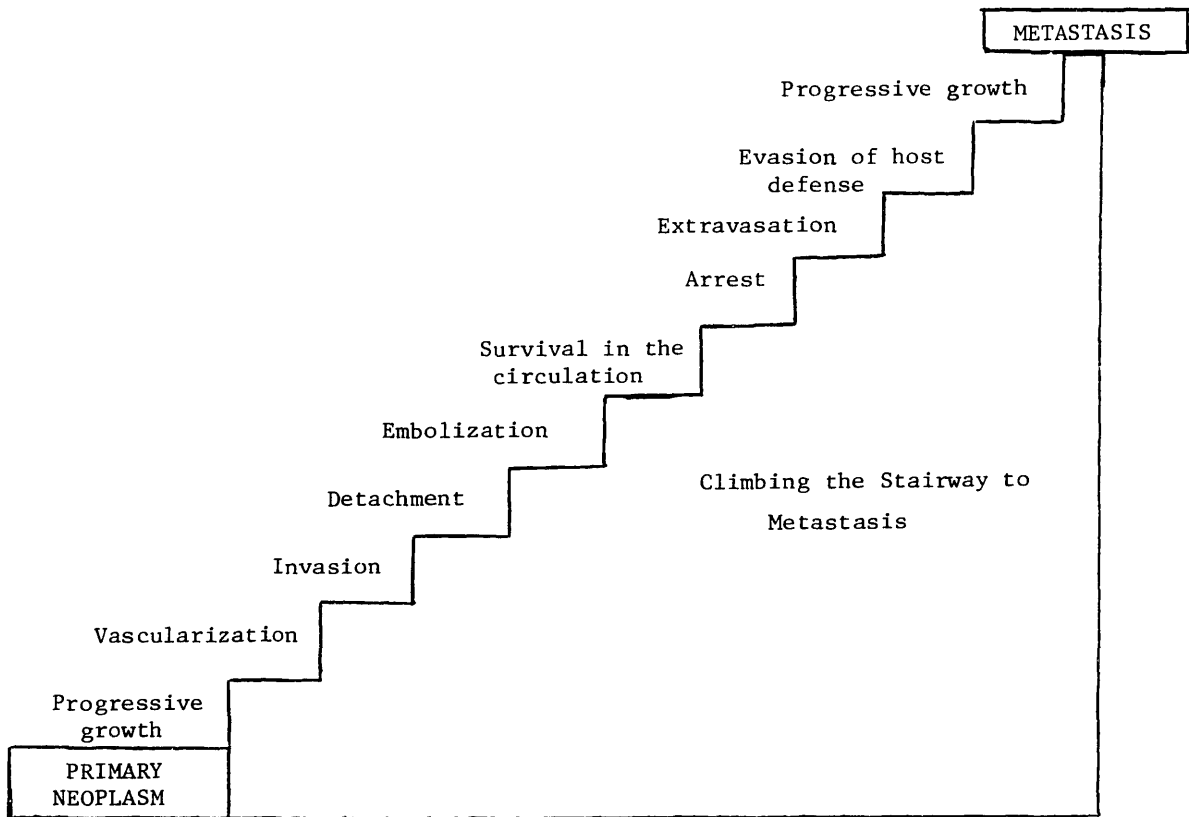 METASTASIS
Progressive growth
Evasion of host
defense
Extravasation
Arrest
Survival in the
circulation
Embolization
Climbing the Stairway to
Metastasis
Detachment
Invasion
Vascularization
Progressive
growth
PRIMARY
NEOPLASM